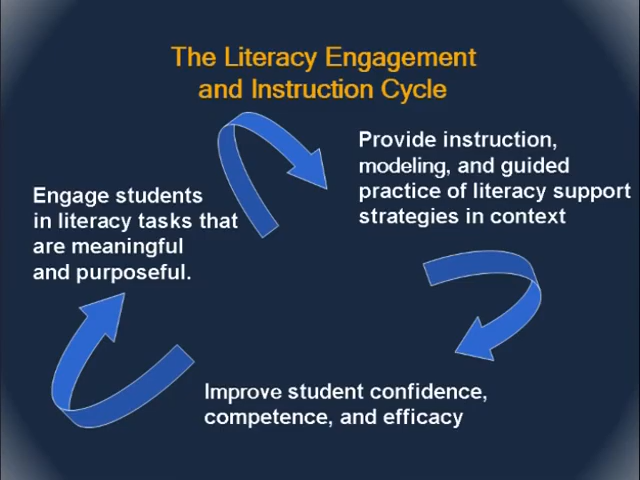 The Literacy Engagement
and Instruction Cycle
Engage students
in literacy tasks that
are meaningful
and purposeful.
Provide instruction,
modeling, and guided
practice of literacy support
strategies in context
Improve student confidence,
competence, and efficacy